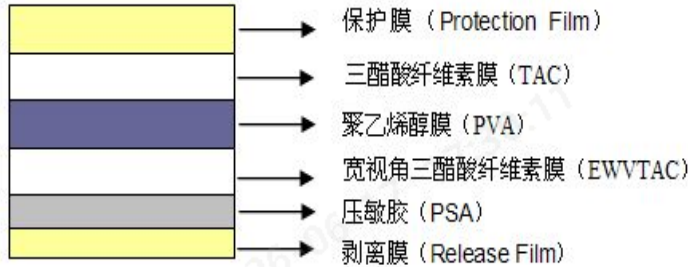 保护膜（Protection Film）
三醋酸纤维素膜（TAC）
聚乙烯醇膜（PVA）
宽视角三醋酸纤维素膜（EWVTAC）
压敏胶（PSA）
剥离膜（Release Film）